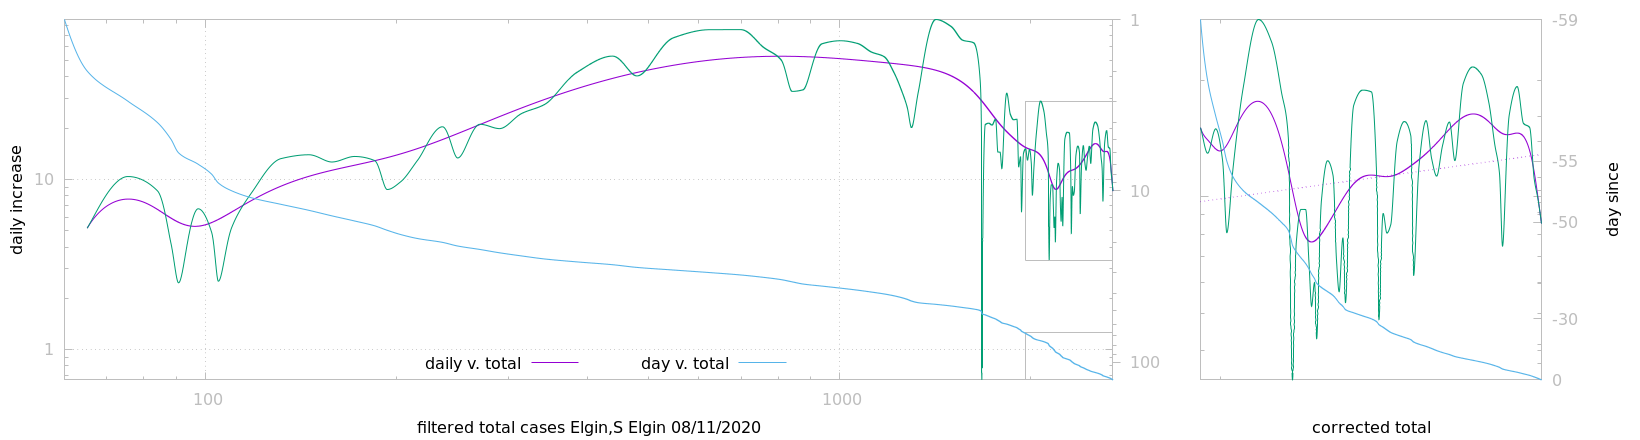 daily increase
10
1
100
1000
filtered total cases Elgin,S Elgin 08/11/2020
daily v. total
day v. total
1
10
100
corrected total
-59
-55
-50
-30
0
day since